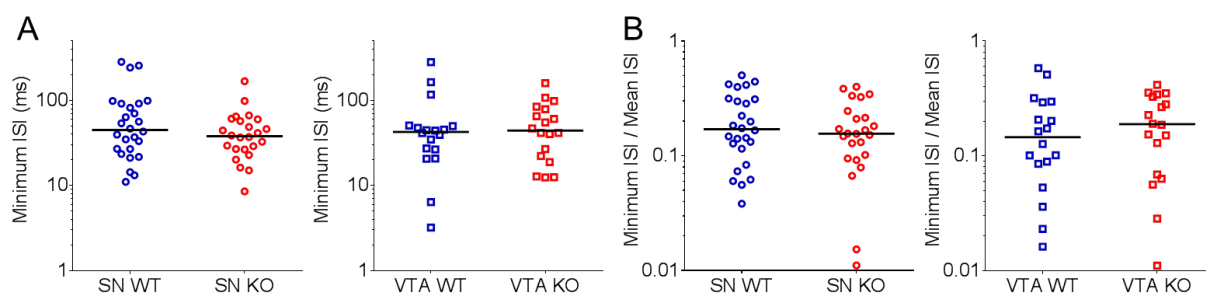 A
Minimum ISI (ms)
100
10
1
SN WT
SN KO
Minimum ISI (ms)
100
10
1
VTA WT
VTA KO
B
Minimum ISI / Mean ISI
1
0.1
0.01
SN WT
SN KO
Minimum ISI / Mean ISI
1
0.1
0.01
VTA WT
VTA KO